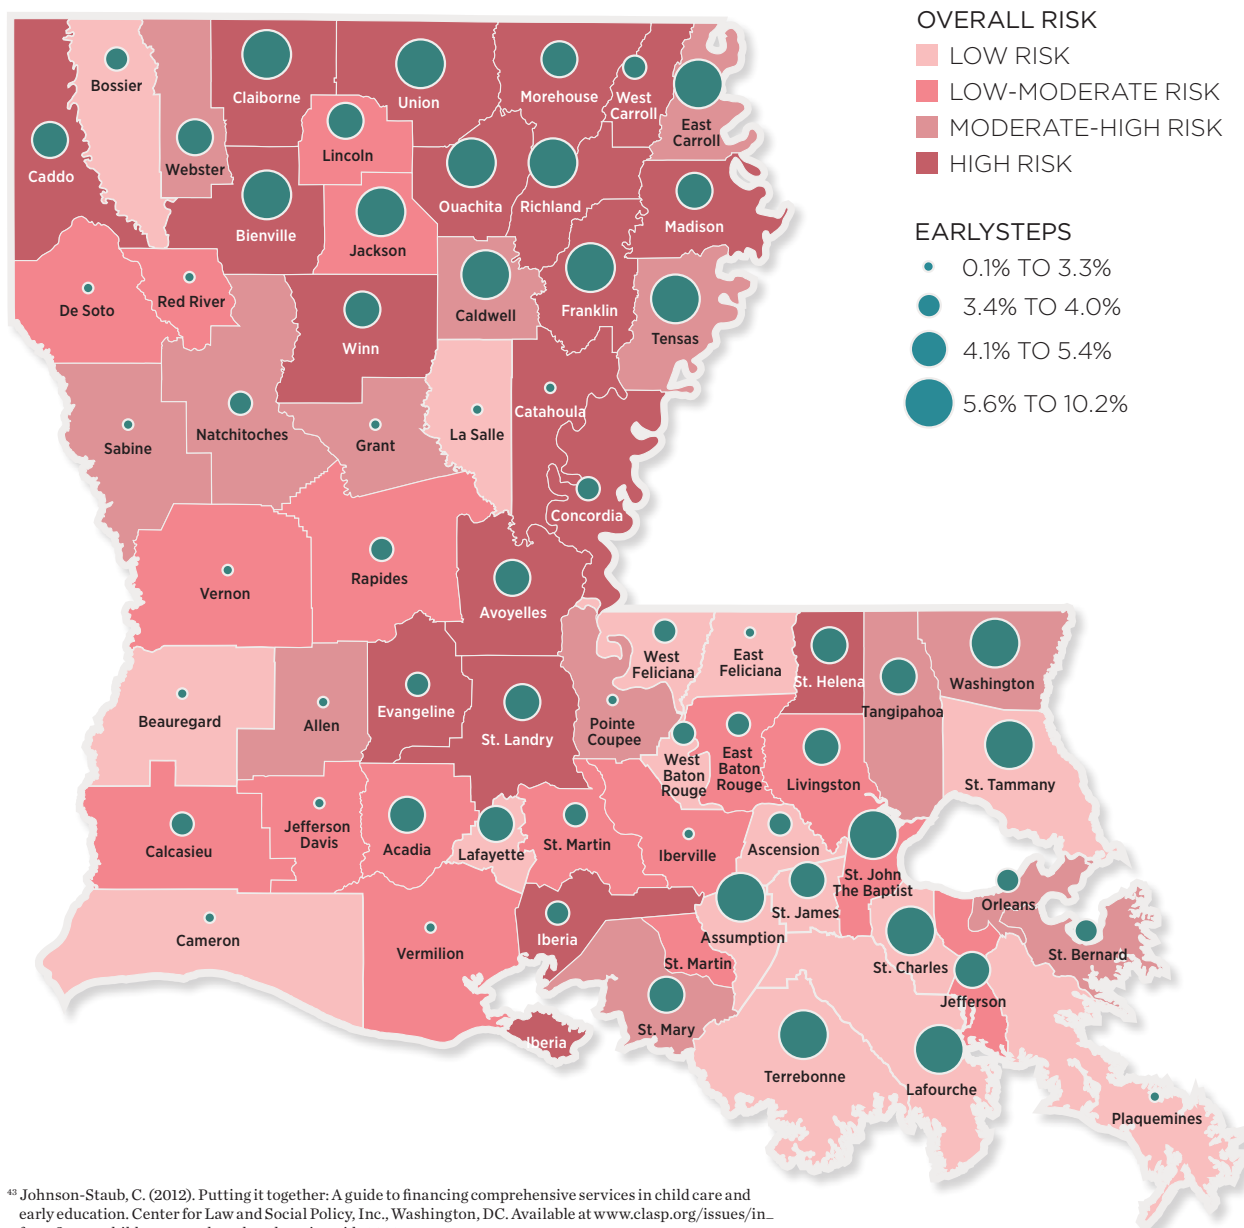 OVERALL RISK
LOW RISK
LOW-MODERATE RISK
MODERATE-HIGH RISK
HIGH RISK
EARLYSTEPS
0.1% TO 3.3%
3.4% TO 4.0%
4.1% TO 5.4%
5.6% TO 10.2%
Bossier
Claiborne
Union
Morehouse
West
Carroll
East
Carroll
Caddo
Webster
Lincoln
Ouachita
Richland
Madison
Bienville
Jackson
De Soto
Red River
Winn
Caldwell
Franklin
Tensas
Sabine
Natchitoches
Grant
La Salle
Catahoula
Concordia
Vernon
Rapides
Avoyelles
West
Feliciana
East
Feliciana
St. Helena
Tangipahoa
Washington
Beauregard
Allen
Evangeline
St. Landry
Pointe
Coupee
West
Baton
Rouge
East
Baton
Rouge
Livingston
St. Tammany
Calcasieu
Jefferson
Davis
Acadia
Lafayette
St. Martin
Iberville
Ascension
St. John
The Baptist
Orleans
Cameron
Vermilion
Iberia
Assumption
St. James
St. Charles
St. Bernard
St. Martin
Jefferson
St. Mary
Iberia
Terrebonne
Lafourche
Plaquemines
43 Johnson-Staub, C. (2012). Putting it together: A guide to financing comprehensive services in child care and
early education. Center for Law and Social Policy, Inc., Washington, DC. Available at www.clasp.org/issues/in_